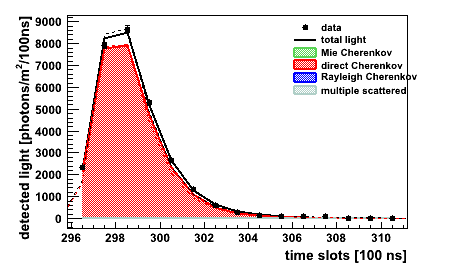 9000
8000
7000
6000
5000
4000
3000
2000
1000
0
detected light [photons/m²/100ns]
data
total light
Mie Cherenkov
direct Cherenkov
Rayleigh Cherenkov
multiple scattered
296 298 300 302 304 306 308 310
time slots [100 ns]